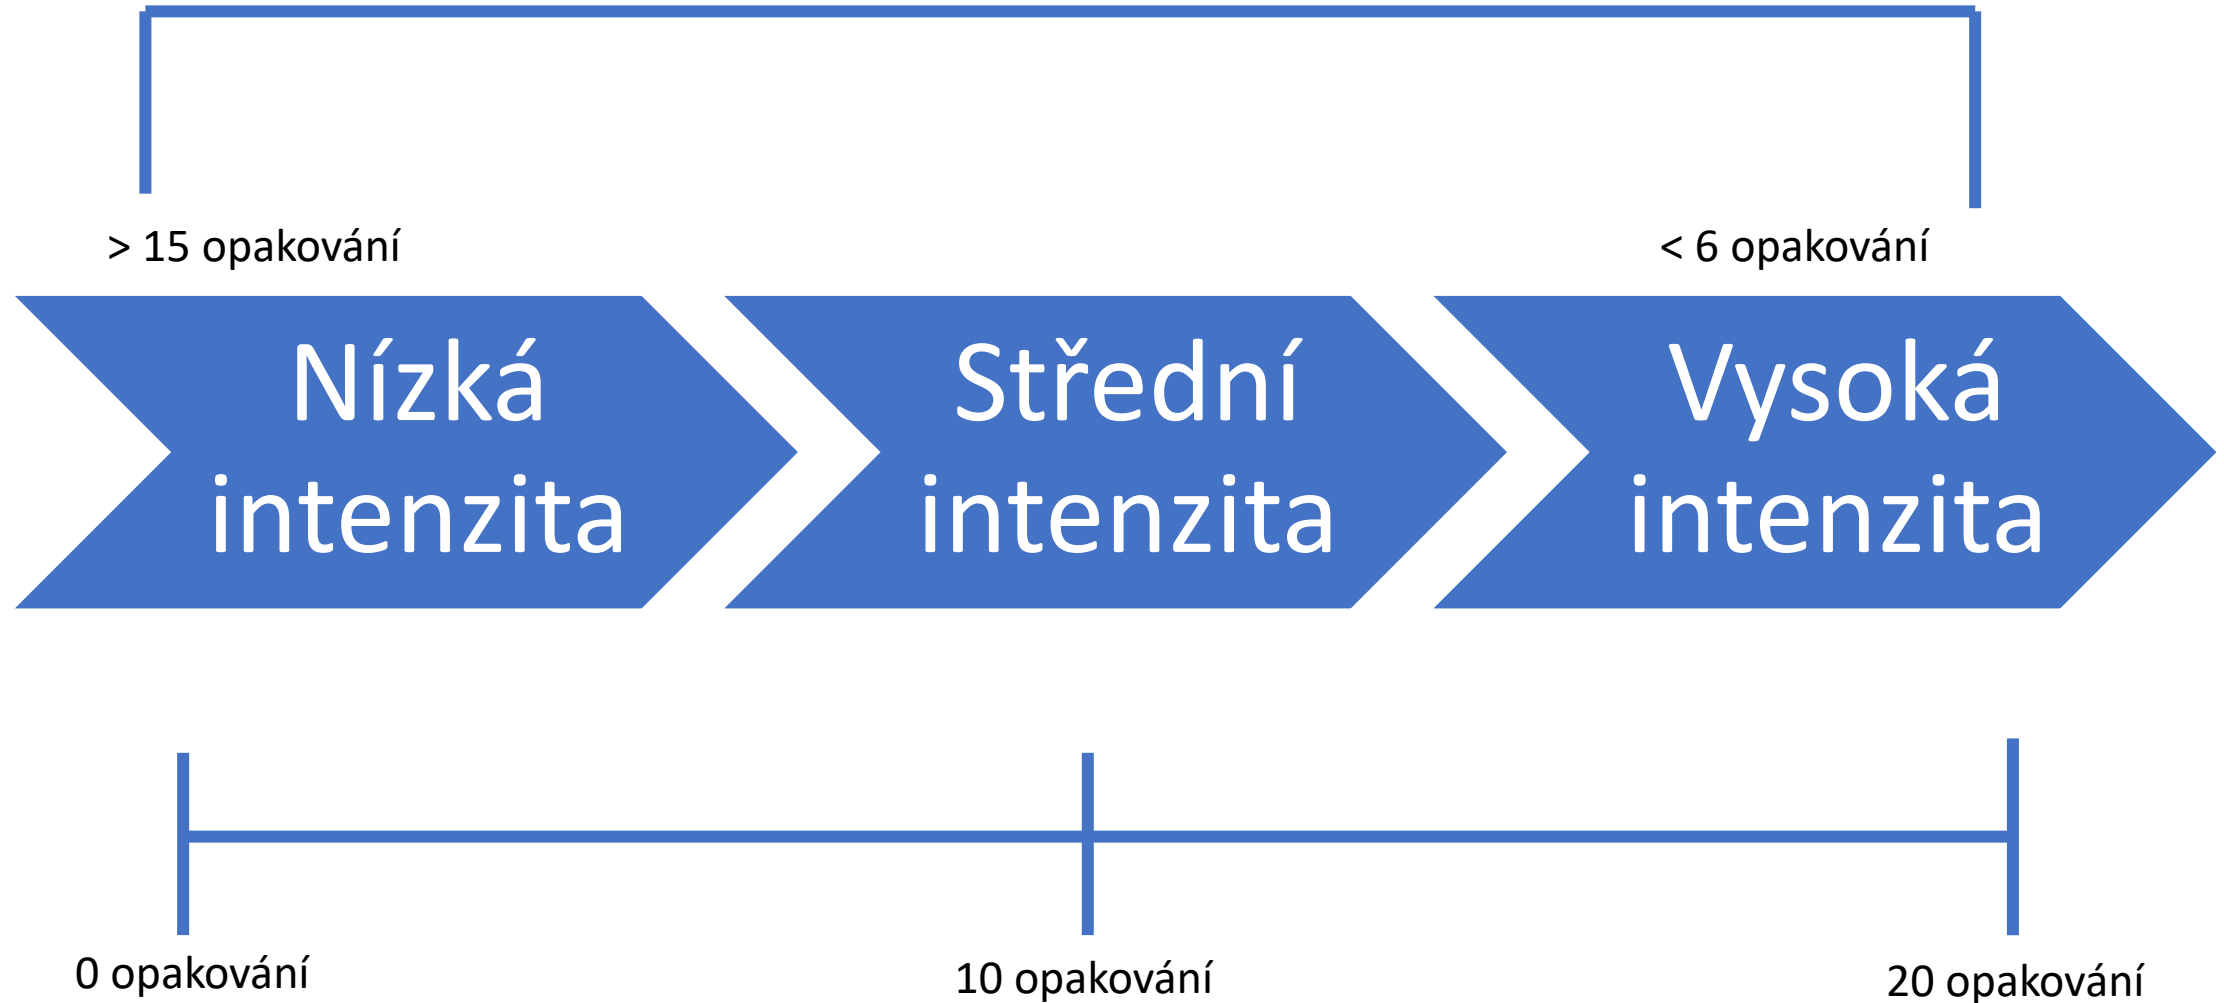 > 15 opakování
< 6 opakování
Nízká
intenzita
Střední
intenzita
Vysoká
intenzita
0 opakování
10 opakování
20 opakování